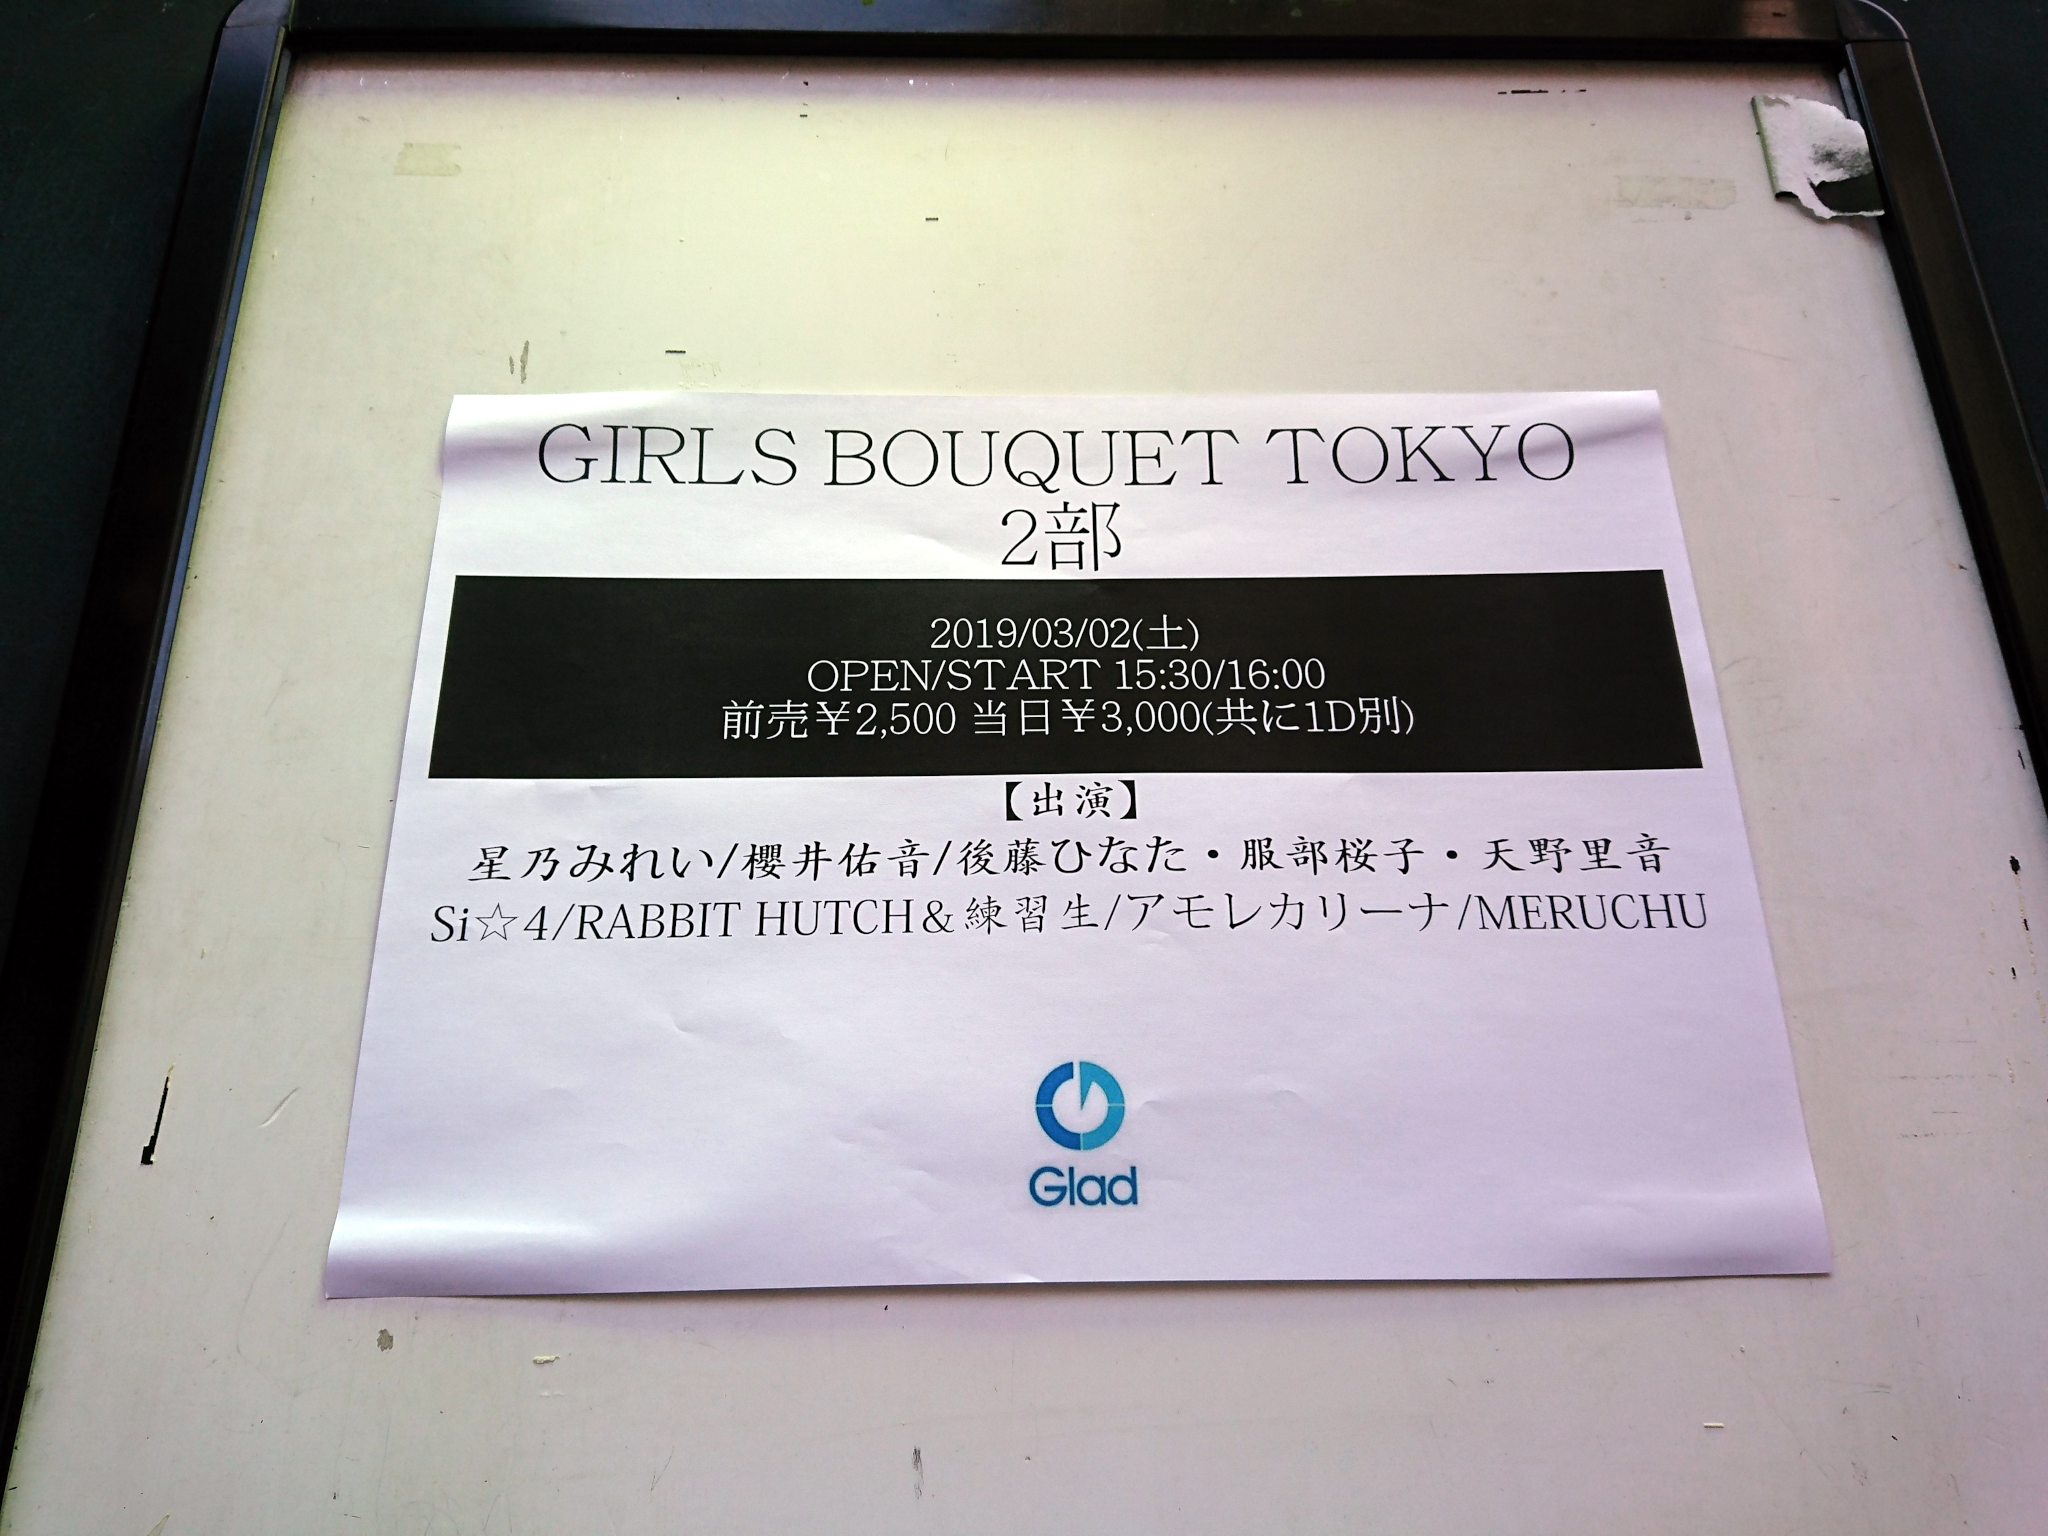 GIRLS BOUQUET TOKYO
2部
2019/03/02(土)
OPEN/START 15:30/16:00
前売￥2,500 当日￥3,000(共に1D別)
【出演】
星乃みれい/櫻井佑音/後藤ひなた・服部桜子・天野里音
Si☆4/RABBIT HUTCH＆練習生/アモレカリーナ/MERUCHU
Glad